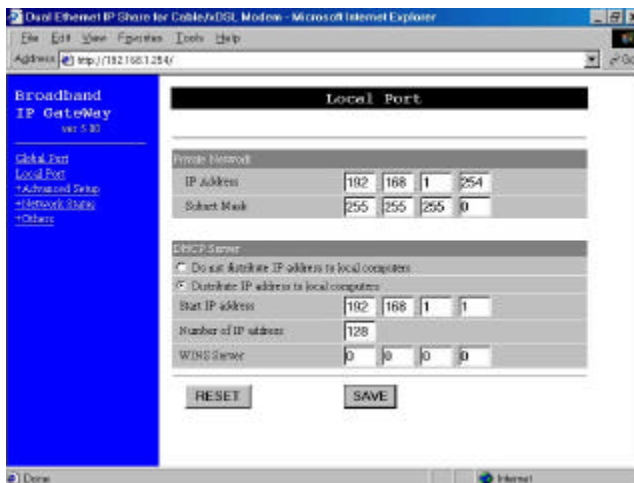 Dual Ethernet IP Share for Cable/xDSL Modem - Microsoft Internet Explorer
File Edit View Favorites Tools Help
Address http://192.168.1.254/ Go
Broadband
IP GateWay
ver 5.00
Global Port
Local Port
+Advanced Setup
+Network Status
+Others
Local Port
Private Network
IP Address 192 168 1 254
Subnet Mask 255 255 255 0
DHCP Server
Do not distribute IP address to local computers
Distribute IP address to local computers
Start IP address 192 168 1 1
Number of IP address 128
WINS Server 0 0 0 0
RESET SAVE
Done Internet